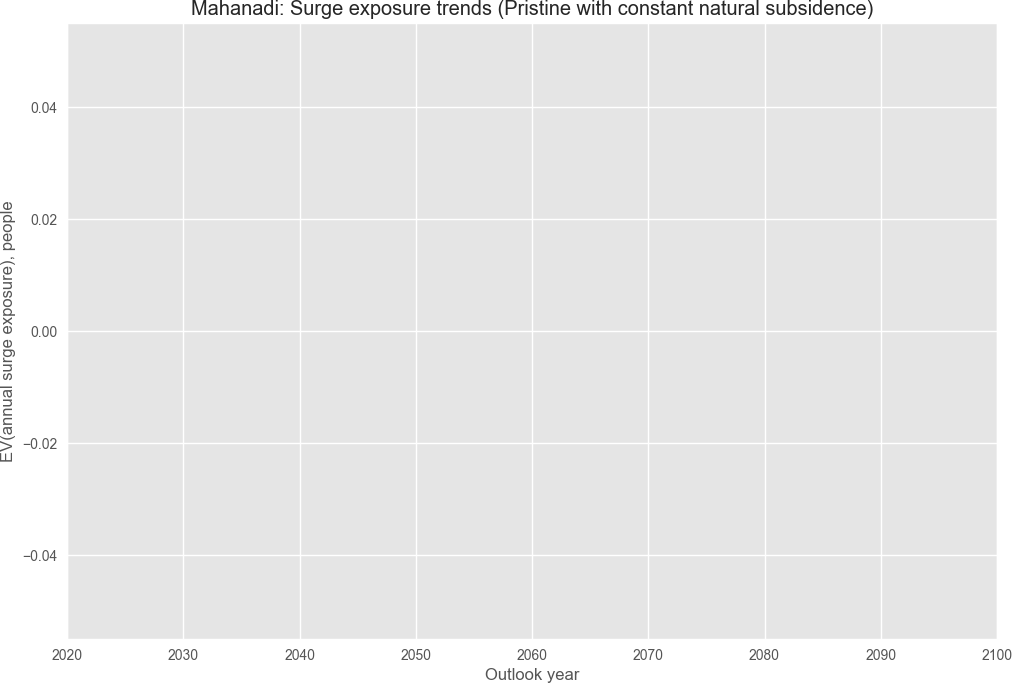 Mahanadi: Surge exposure trends (Pristine with constant natural subsidence)
EV(annual surge exposure), people
0.04
0.02
0.00
−0.02
−0.04
2020 2030 2040 2050 2060 2070 2080 2090 2100
Outlook year